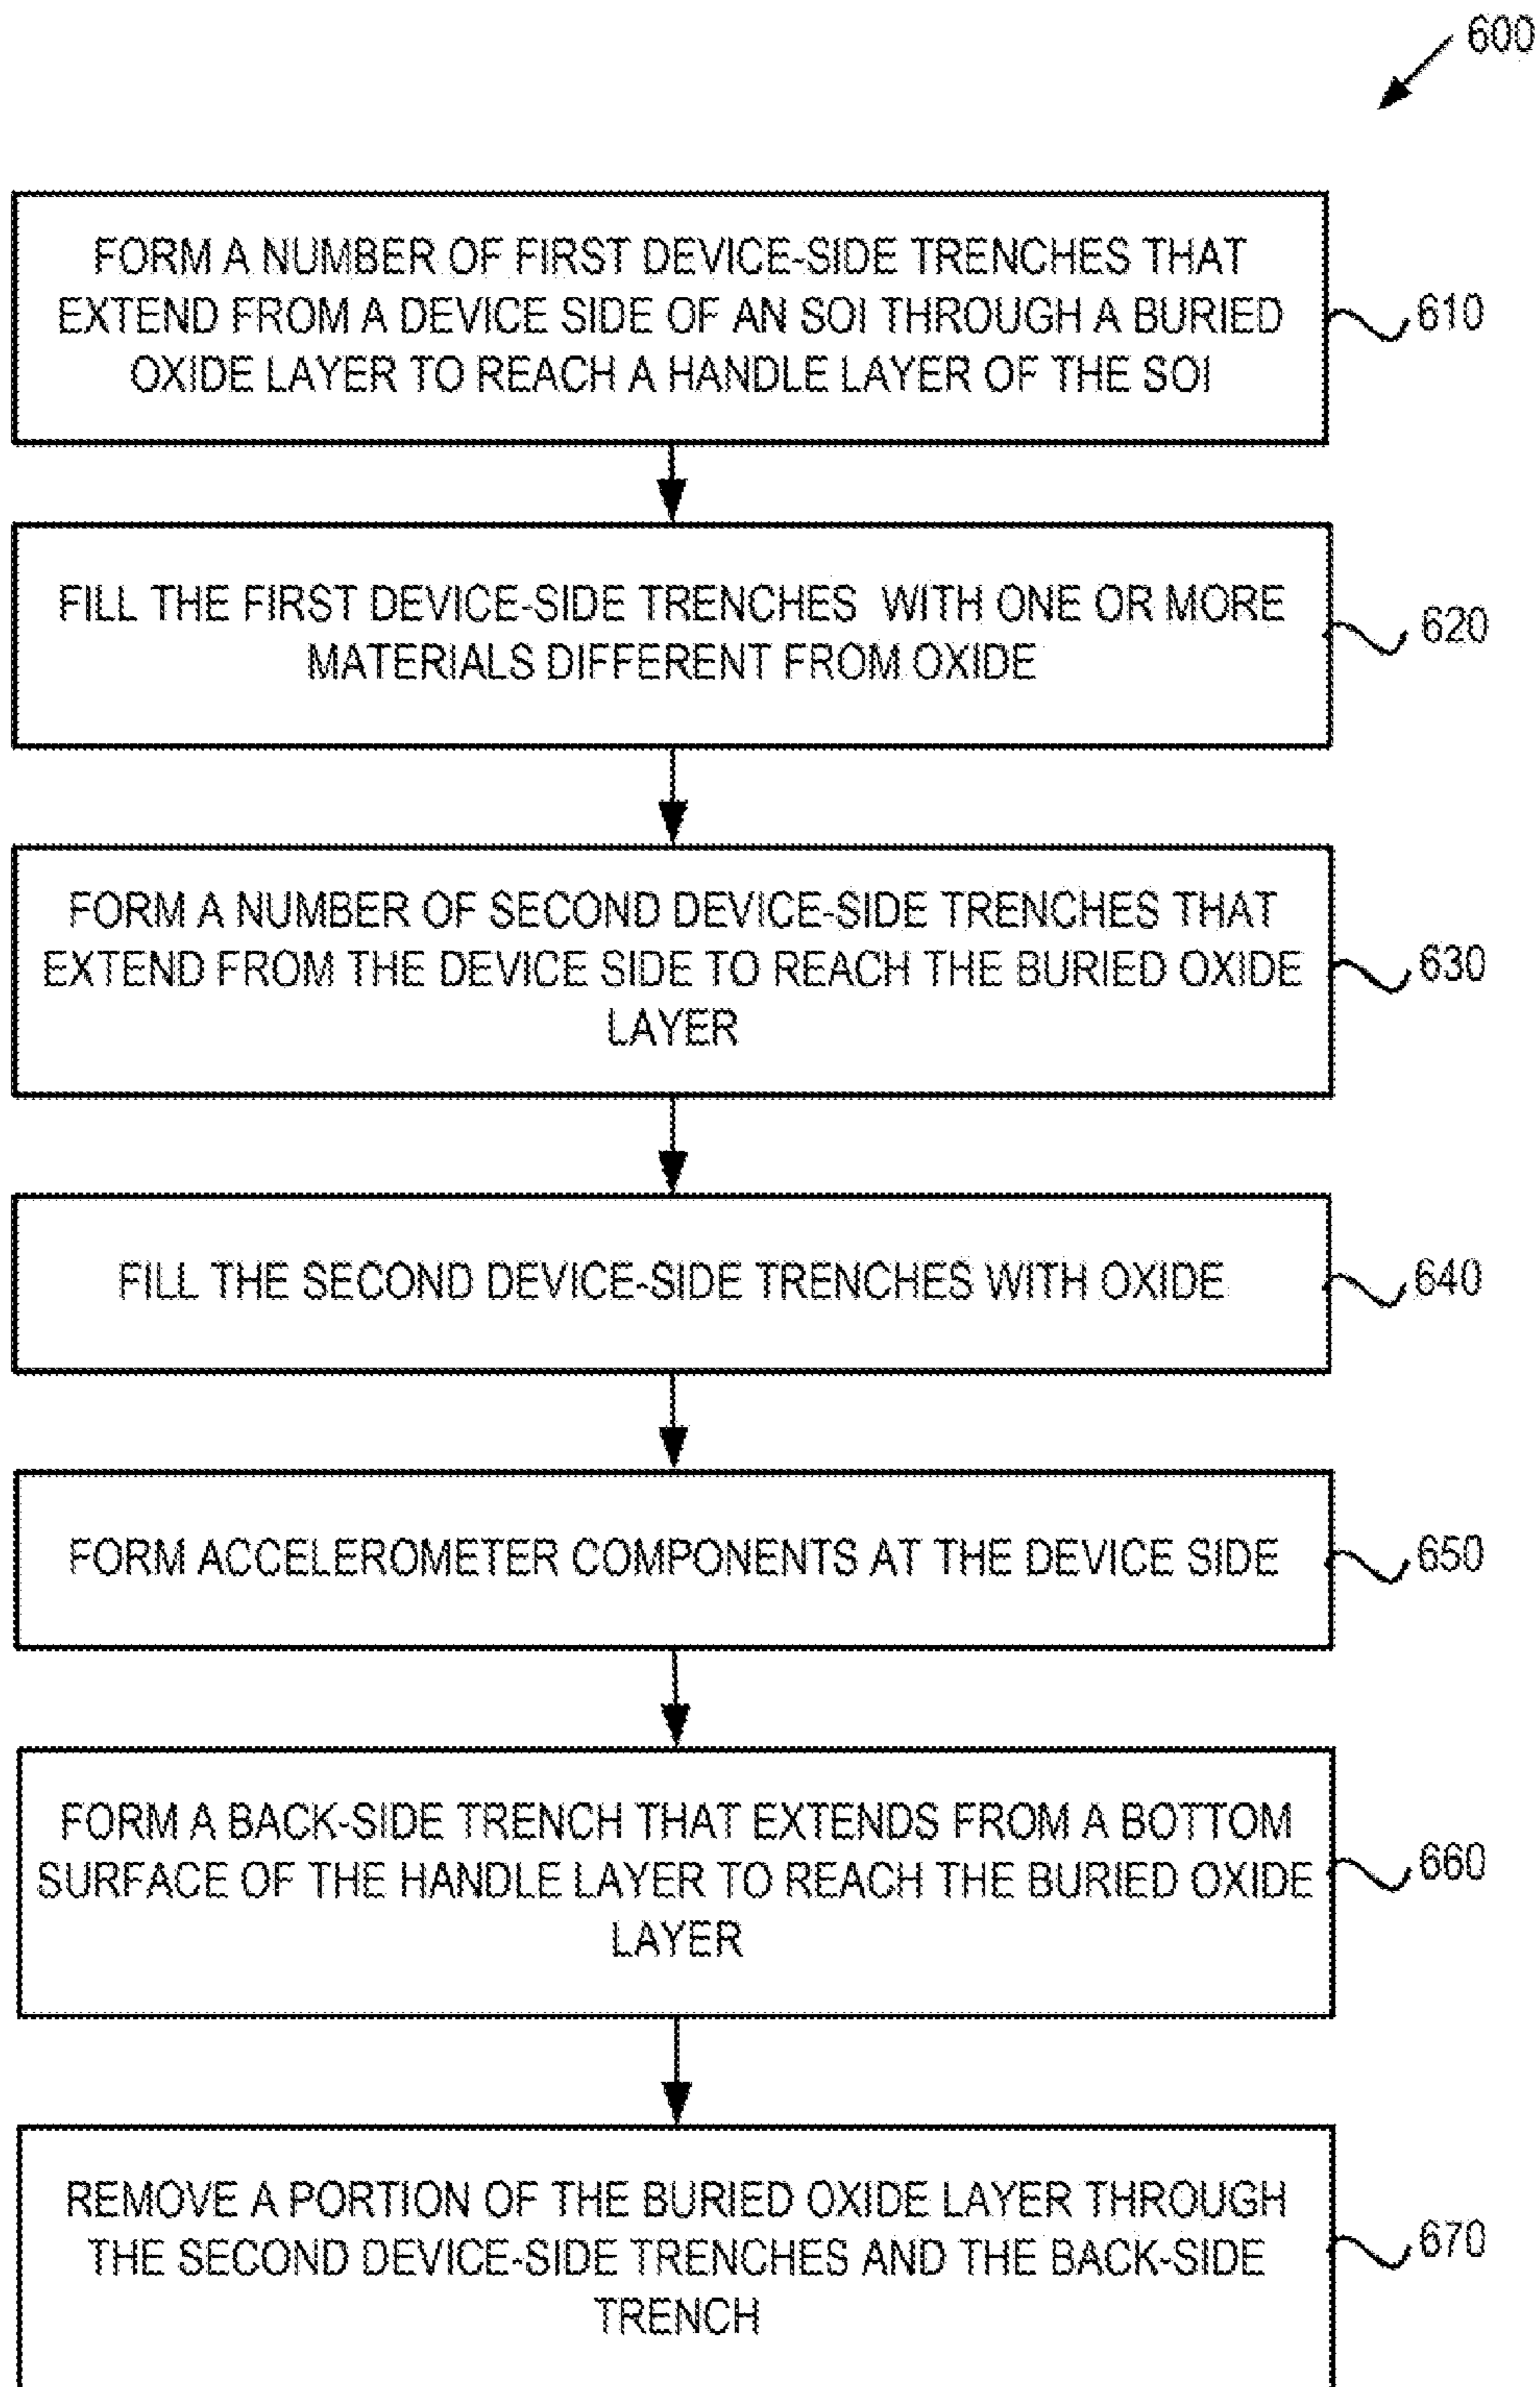 600
FORM A NUMBER OF FIRST DEVICE-SIDE TRENCHES THAT
EXTEND FROM A DEVICE SIDE OF AN SOI THROUGH A BURIED
OXIDE LAYER TO REACH A HANDLE LAYER OF THE SOI
610
FILL THE FIRST DEVICE-SIDE TRENCHES WITH ONE OR MORE
MATERIALS DIFFERENT FROM OXIDE
620
FORM A NUMBER OF SECOND DEVICE-SIDE TRENCHES THAT
EXTEND FROM THE DEVICE SIDE TO REACH THE BURIED OXIDE
LAYER
630
FILL THE SECOND DEVICE-SIDE TRENCHES WITH OXIDE
640
FORM ACCELEROMETER COMPONENTS AT THE DEVICE SIDE
650
FORM A BACK-SIDE TRENCH THAT EXTENDS FROM A BOTTOM
SURFACE OF THE HANDLE LAYER TO REACH THE BURIED OXIDE
LAYER
660
REMOVE A PORTION OF THE BURIED OXIDE LAYER THROUGH
THE SECOND DEVICE-SIDE TRENCHES AND THE BACK-SIDE
TRENCH
670